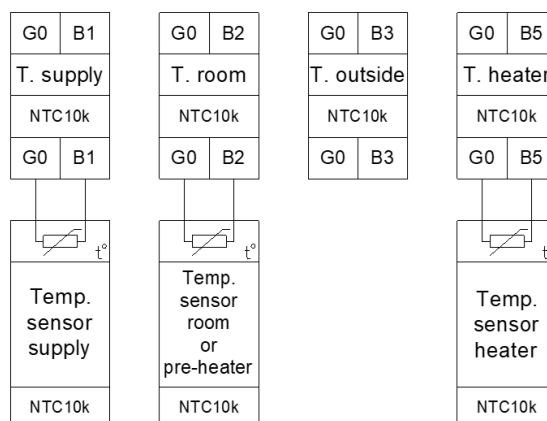 G0 B1 G0 B2 G0 B3 G0 B5
T. supply T. room T. outside T. heater
NTC10k NTC10k NTC10k NTC10k
G0 B1 G0 B2 G0 B3 G0 B5
t° t° t
Temp.
sensor
supply
Temp.
sensor
room
or
pre-heater
Temp.
sensor
heater
NTC10k NTC10k NTC10k